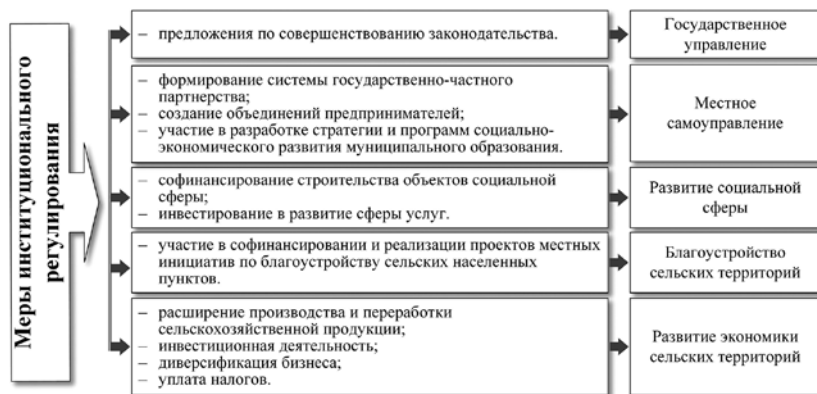 Меры институционального
регулирования
– предложения по совершенствованию законодательства.
Государственное
управление
– формирование системы государственно-частного
партнерства;
– создание объединений предпринимателей;
– участие в разработке стратегии и программ социально-
экономического развития муниципального образования.
Местное
самоуправление
– софинансирование строительства объектов социальной
сферы;
– инвестирование в развитие сферы услуг.
Развитие социальной
сферы
– участие в софинансировании и реализации проектов местных
инициатив по благоустройству сельских населенных
пунктов.
Благоустройство
сельских территорий
– расширение производства и переработки
сельскохозяйственной продукции;
– инвестиционная деятельность;
– диверсификация бизнеса;
– уплата налогов.
Развитие экономики
сельских территорий